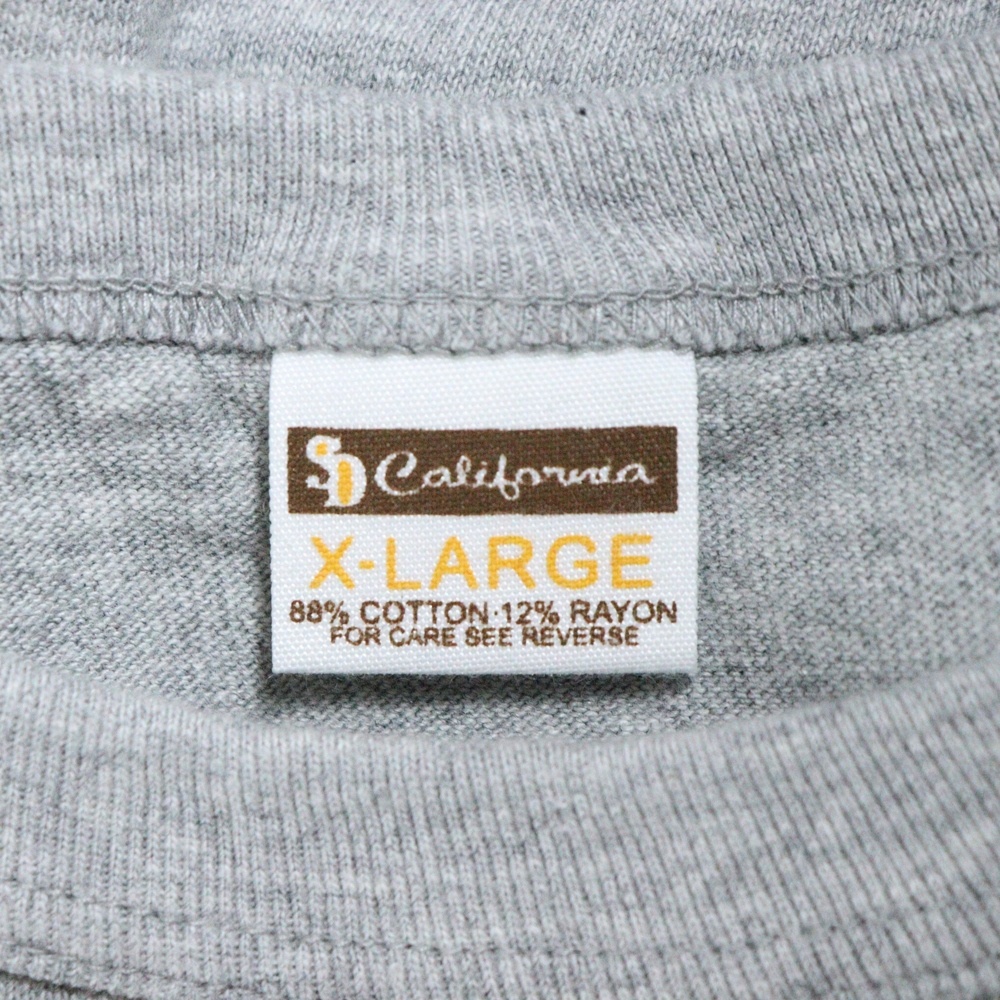 SD California
X-LARGE
88% COTTON·12% RAYON
FOR CARE SEE REVERSE